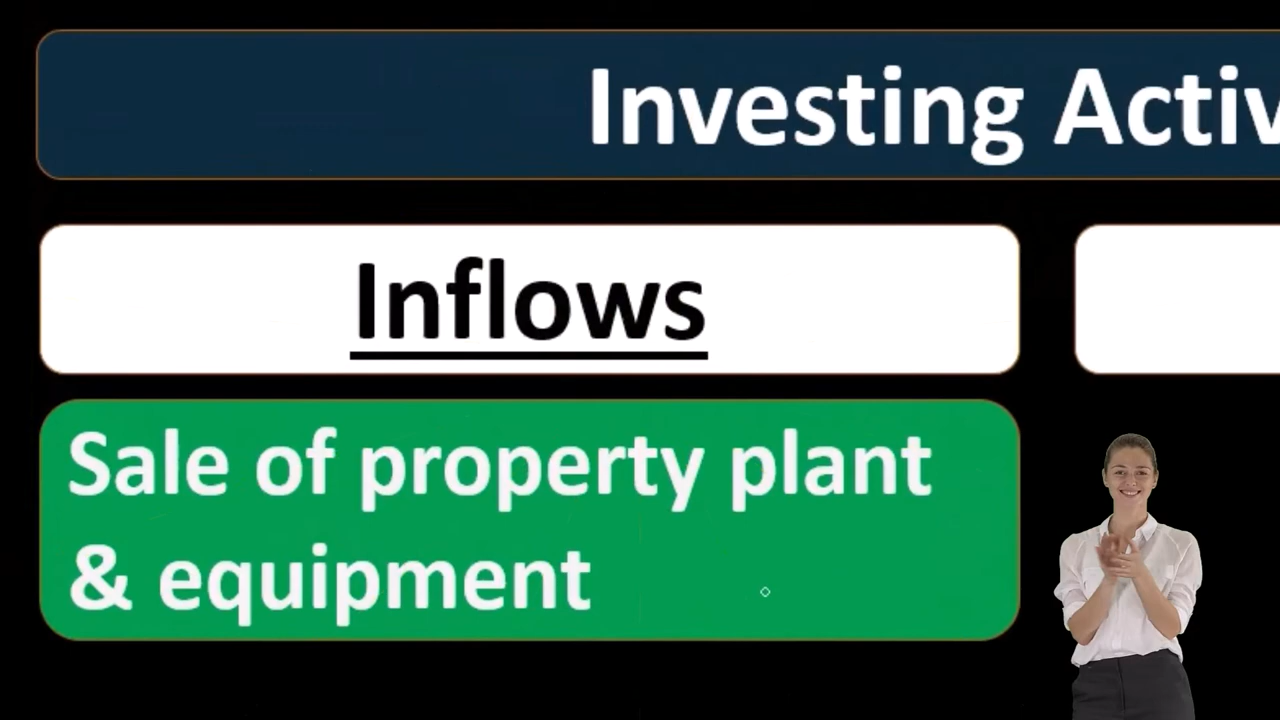 Investing Activ
Inflows
Sale of property plant
& equipment